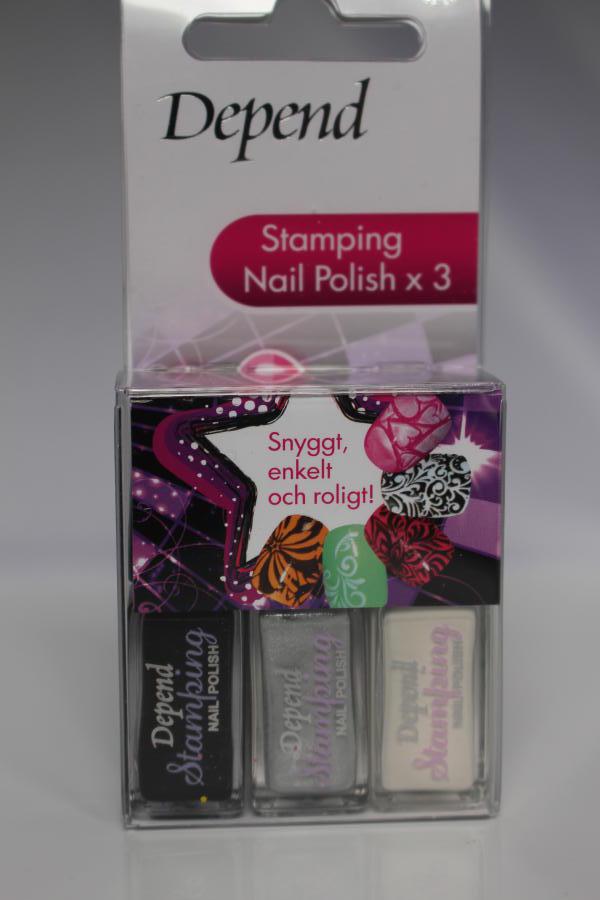 Depend
Stamping
Nail Polish x 3
Snyggt,
enkelt
och roligt!
Depend
Stamping
NAIL POLISH
Depend
Stamping
NAIL POLISH
Depend
Stamping
NAIL POLISH